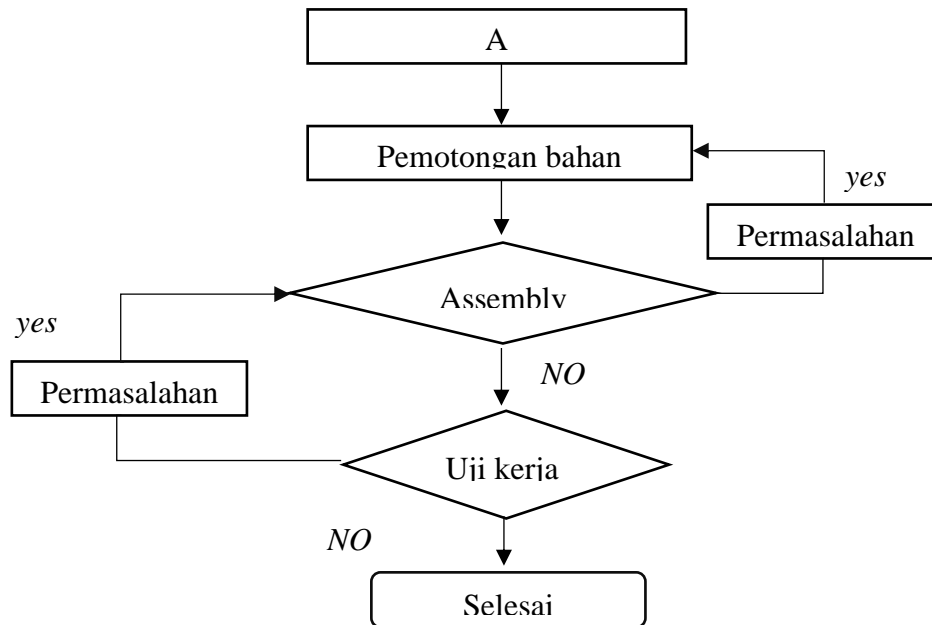 A
Pemotongan bahan
yes
Permasalahan
Assembly
yes
NO
Permasalahan
Uji kerja
NO
Selesai